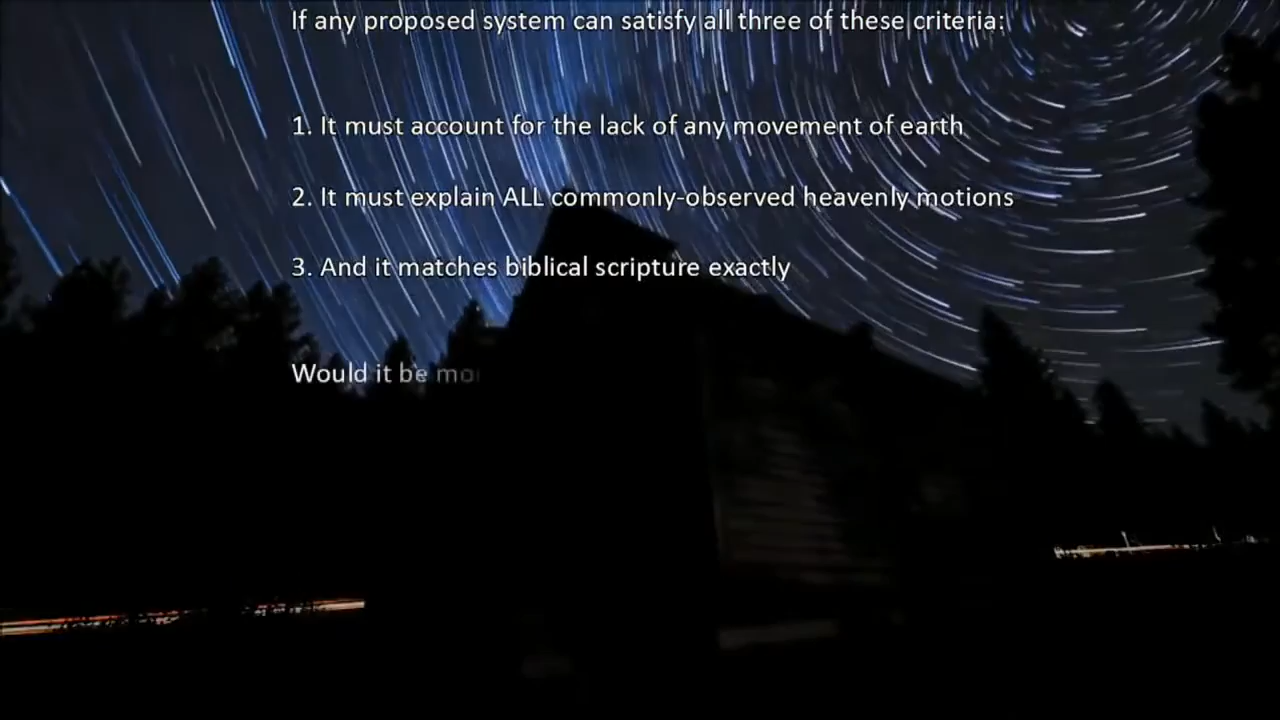 If any proposed system can satisfy all three of these criteria:
1. It must account for the lack of any movement of earth
2. It must explain ALL commonly-observed heavenly motions
3. And it matches biblical scripture exactly
Would it be